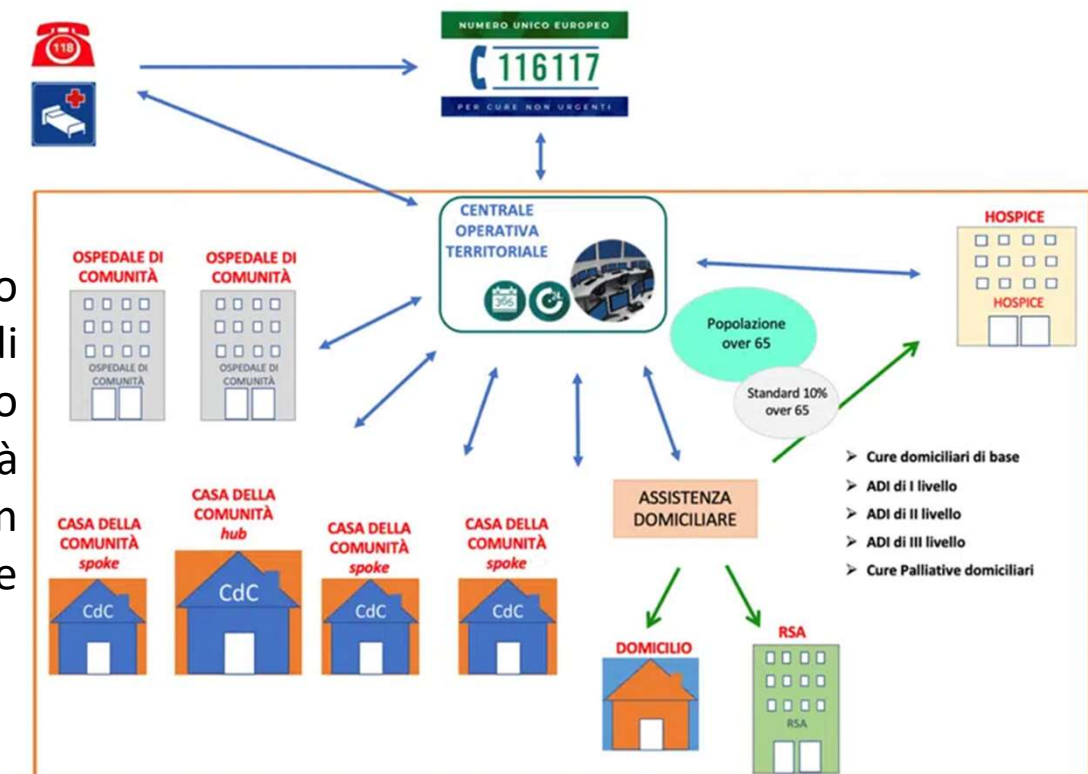 118
NUMERO UNICO EUROPEO
116117
PER CURE NON URGENTI
CENTRALE
OPERATIVA
TERRITORIALE
365
OSPEDALE DI
COMUNITÀ
OSPEDALE DI
COMUNITÀ
OSPEDALE DI
COMUNITÀ
OSPEDALE DI
COMUNITÀ
HOSPICE
HOSPICE
Popolazione
over 65
Standard 10%
over 65
o
li
o
à
n
e
➢ Cure domiciliari di base
➢ ADI di I livello
➢ ADI di II livello
➢ ADI di III livello
➢ Cure Palliative domiciliari
ASSISTENZA
DOMICILIARE
CASA DELLA
COMUNITÀ
spoke
CdC
CASA DELLA
COMUNITÀ
hub
CdC
CASA DELLA
COMUNITÀ
spoke
CdC
CASA DELLA
COMUNITÀ
spoke
CdC
DOMICILIO
RSA
RSA